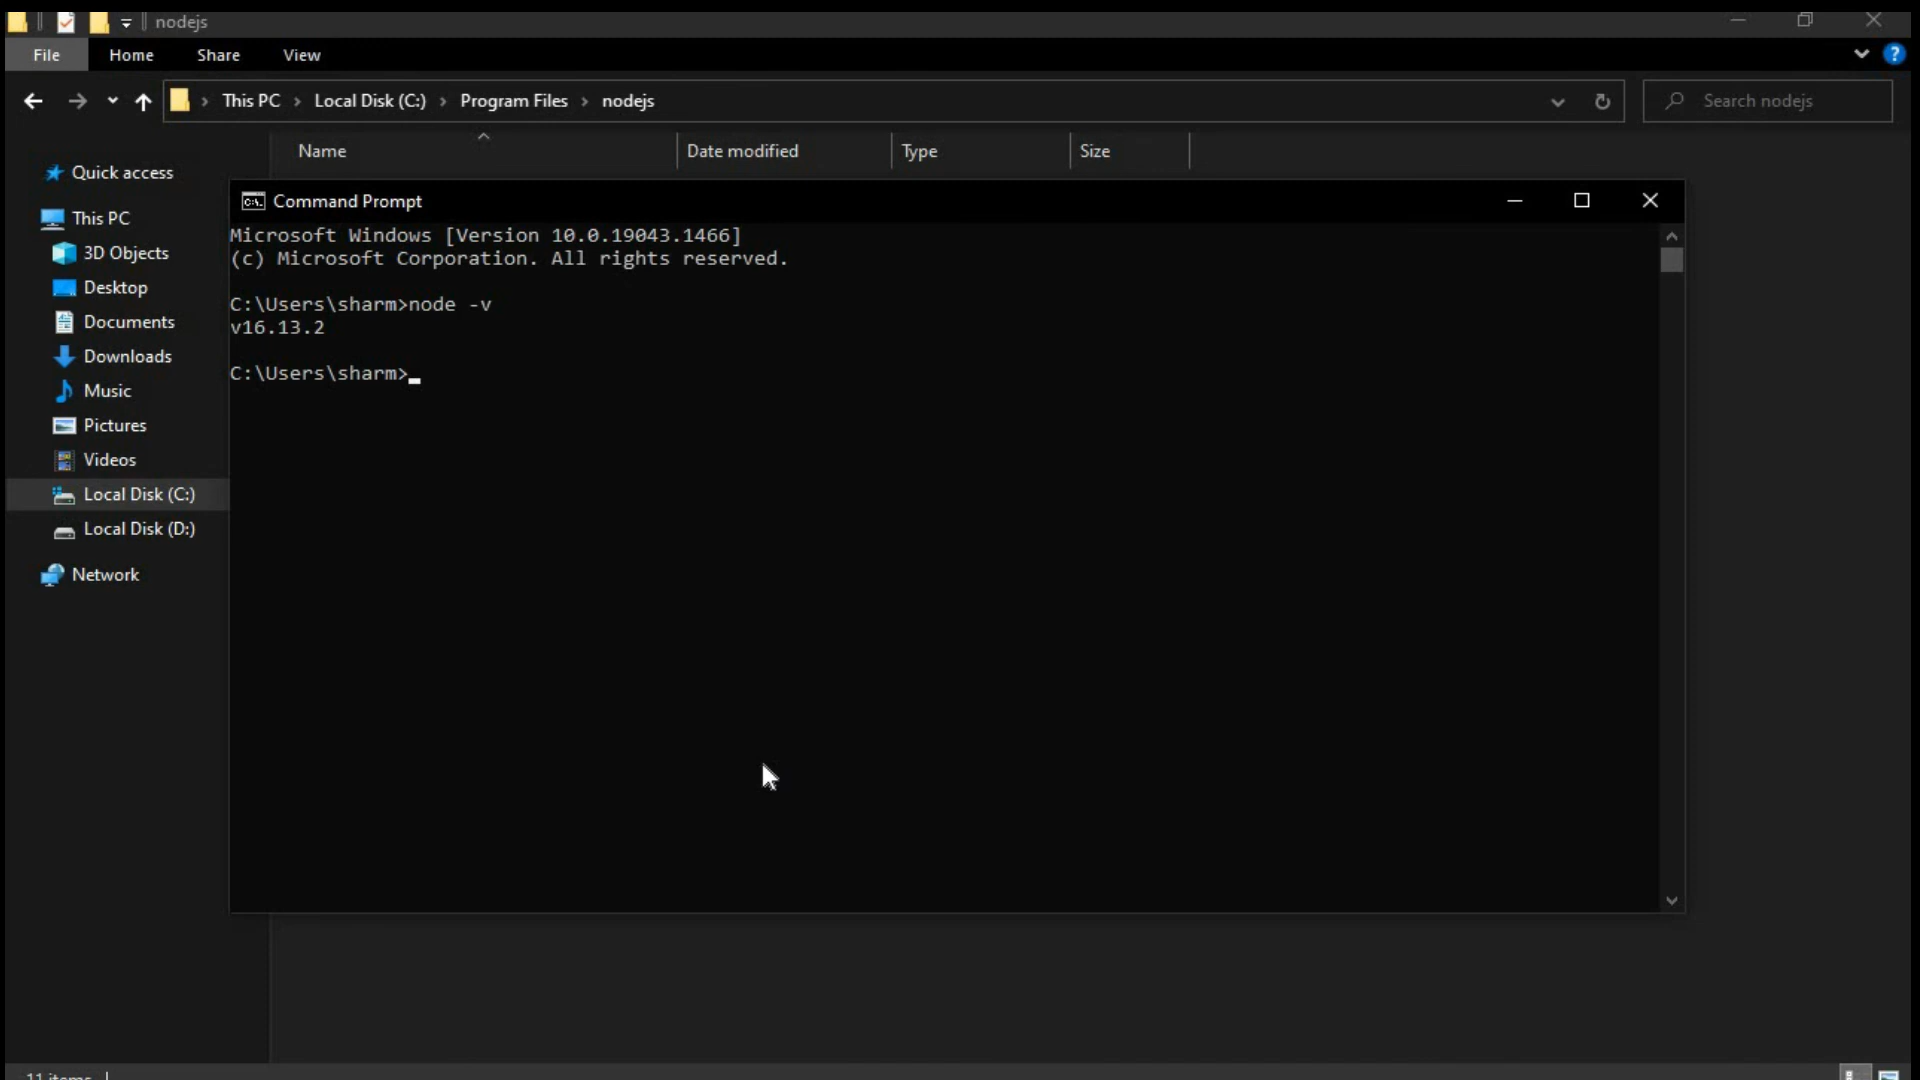 nodejs
File Home Share View
This PC Local Disk (C:) Program Files nodejs
Search nodejs
Name Date modified Type Size
Quick access
This PC
3D Objects
Desktop
Documents
Downloads
Music
Pictures
Videos
Local Disk (C:)
Local Disk (D:)
Network
Command Prompt
Microsoft Windows [Version 10.0.19043.1466]
(c) Microsoft Corporation. All rights reserved.
C:\Users\sharm>node -v
v16.13.2
C:\Users\sharm>
11 items